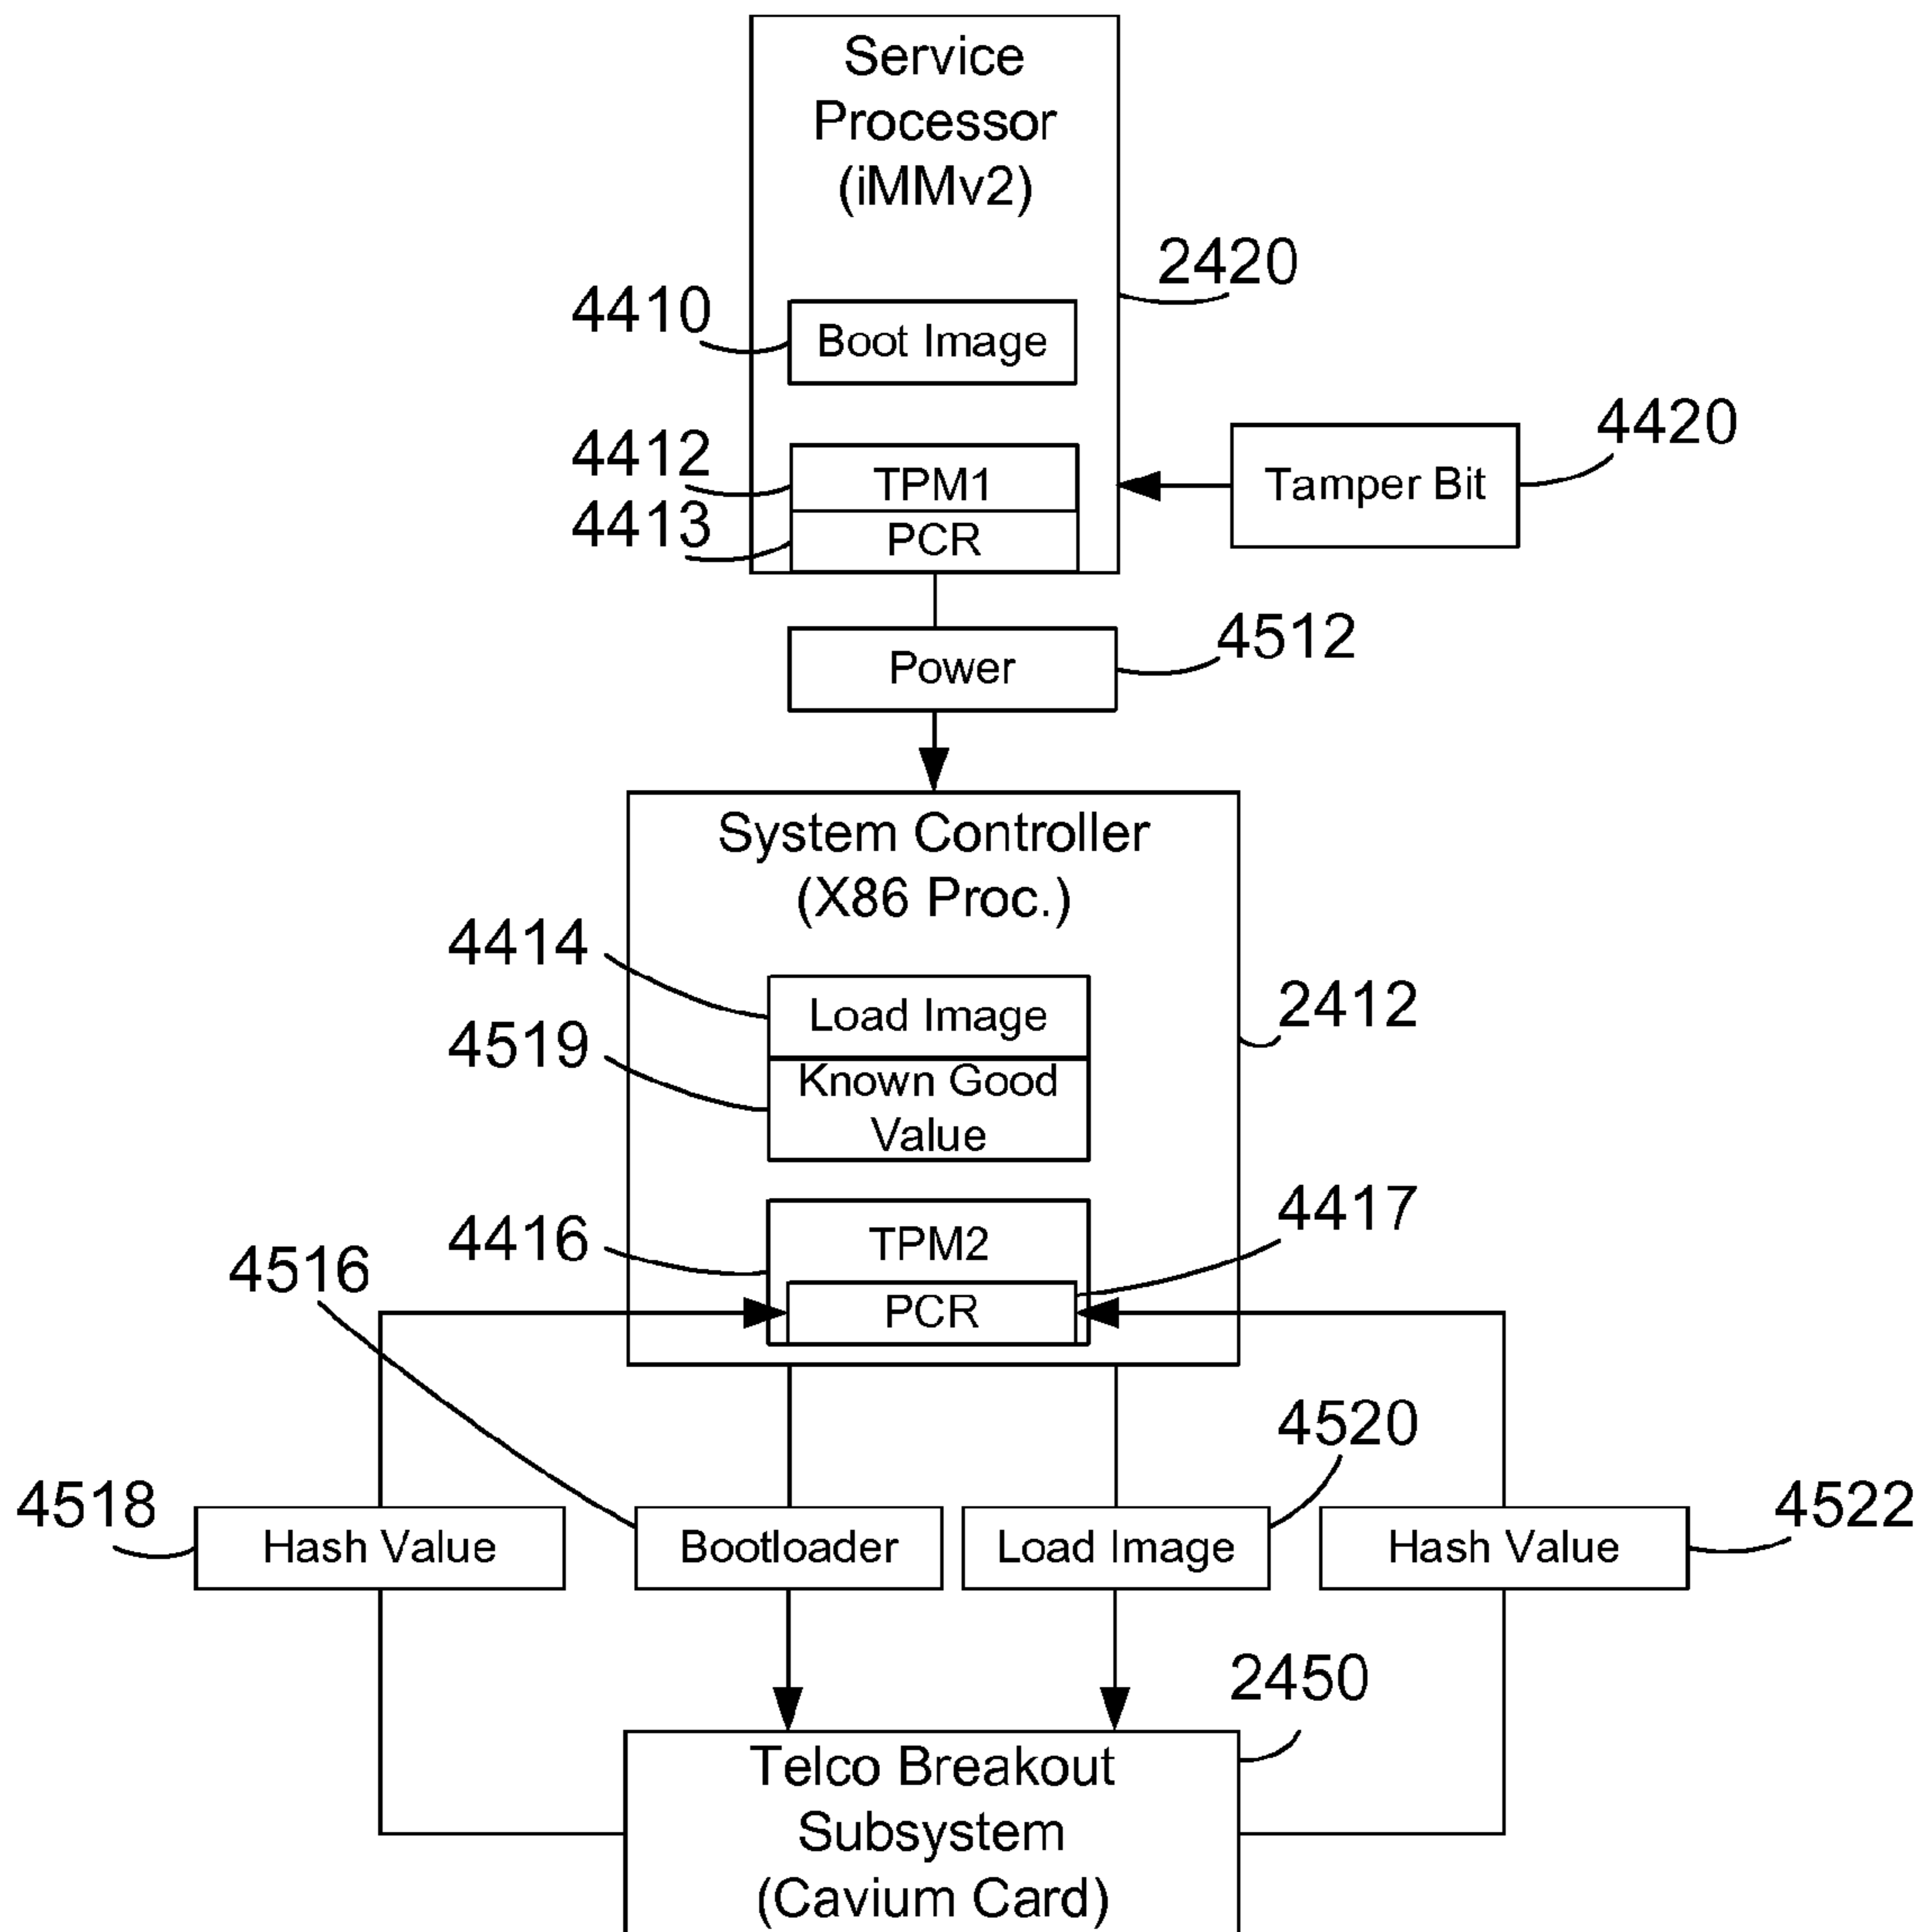 Service
Processor
(iMMv2)
2420
4410
Boot Image
4412
TPM1
4413
PCR
Tamper Bit
4420
Power
4512
System Controller
(X86 Proc.)
4414
Load Image
2412
4519
Known Good
Value
4416
TPM2
4417
PCR
4516
4520
4518
Hash Value
Bootloader
Load Image
Hash Value
4522
2450
Telco Breakout
Subsystem
(Cavium Card)